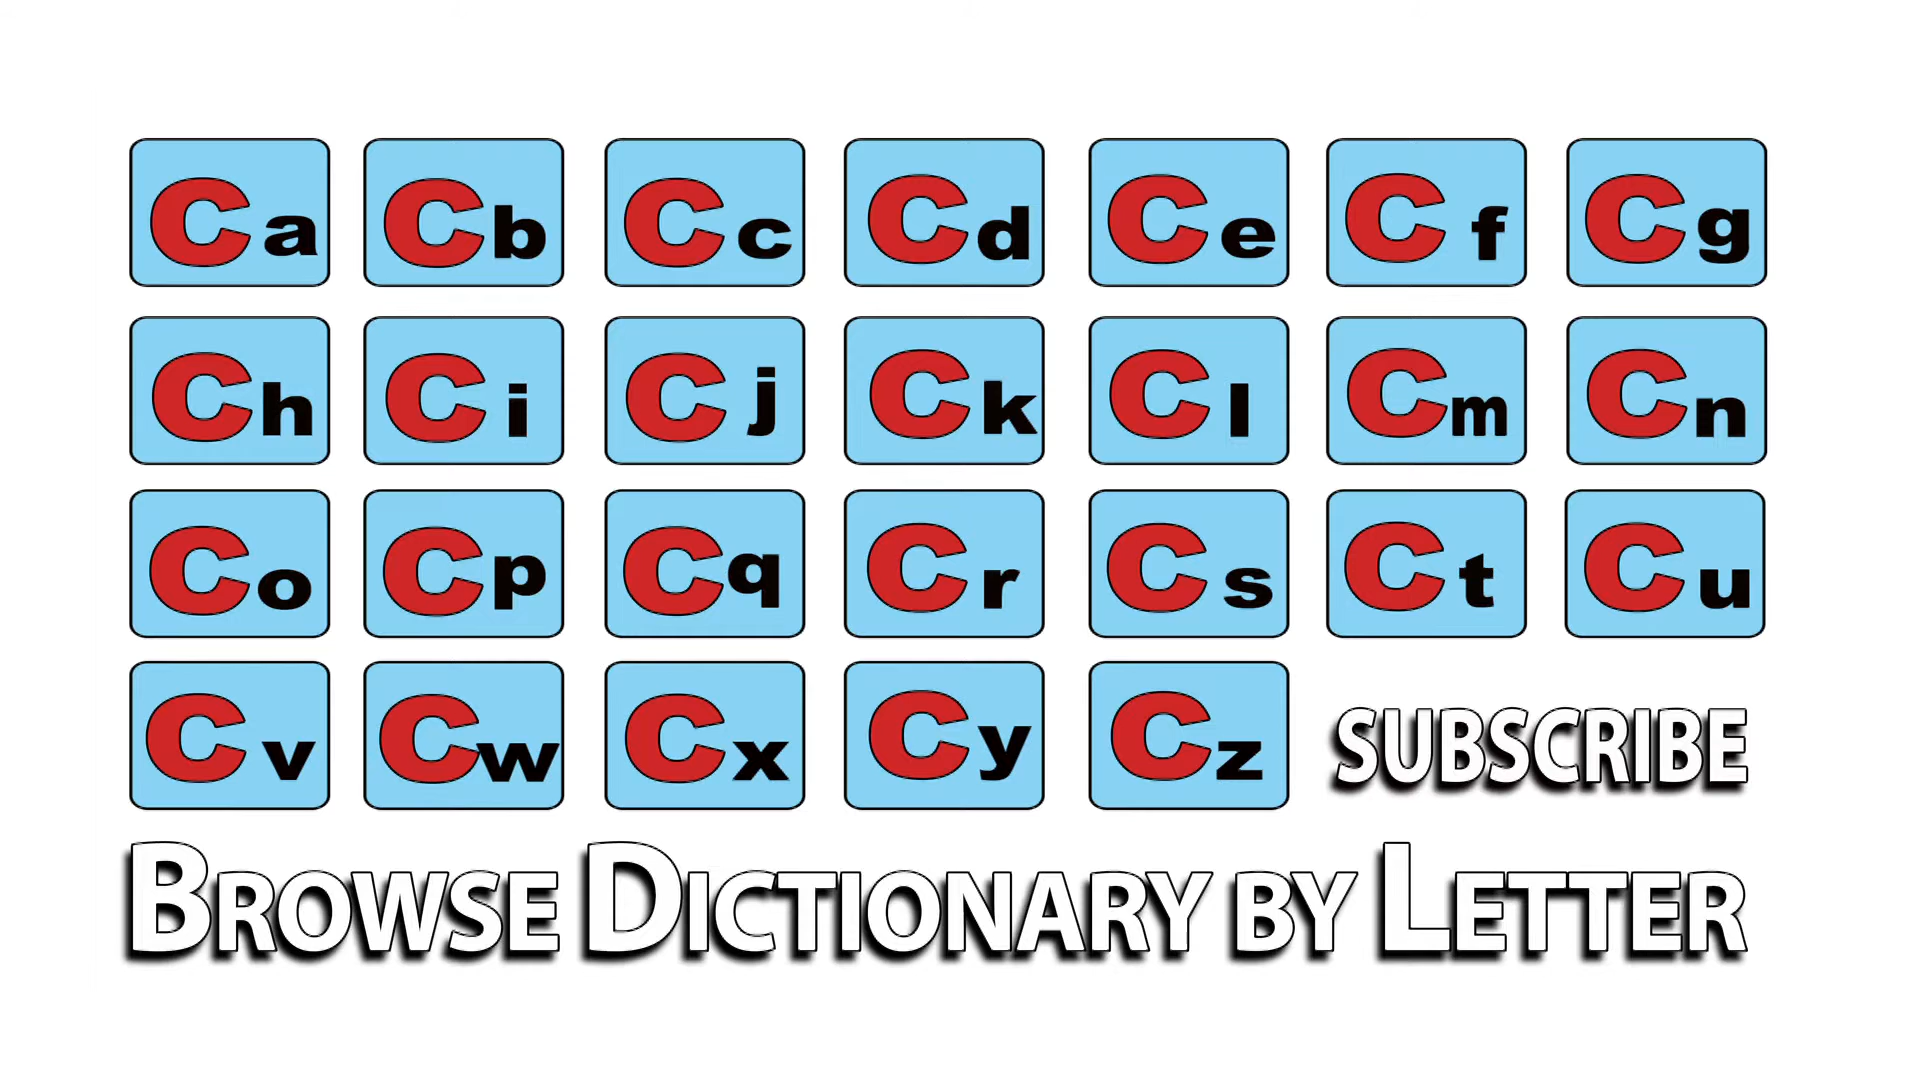 Ca Cb Cc Cd Ce Cf Cg
Ch Ci Cj Ck Cl Cm Cn
Co Cp Cq Cr Cs Ct Cu
Cv Cw Cx Cy Cz SUBSCRIBE
BROWSE DICTIONARY BY LETTER